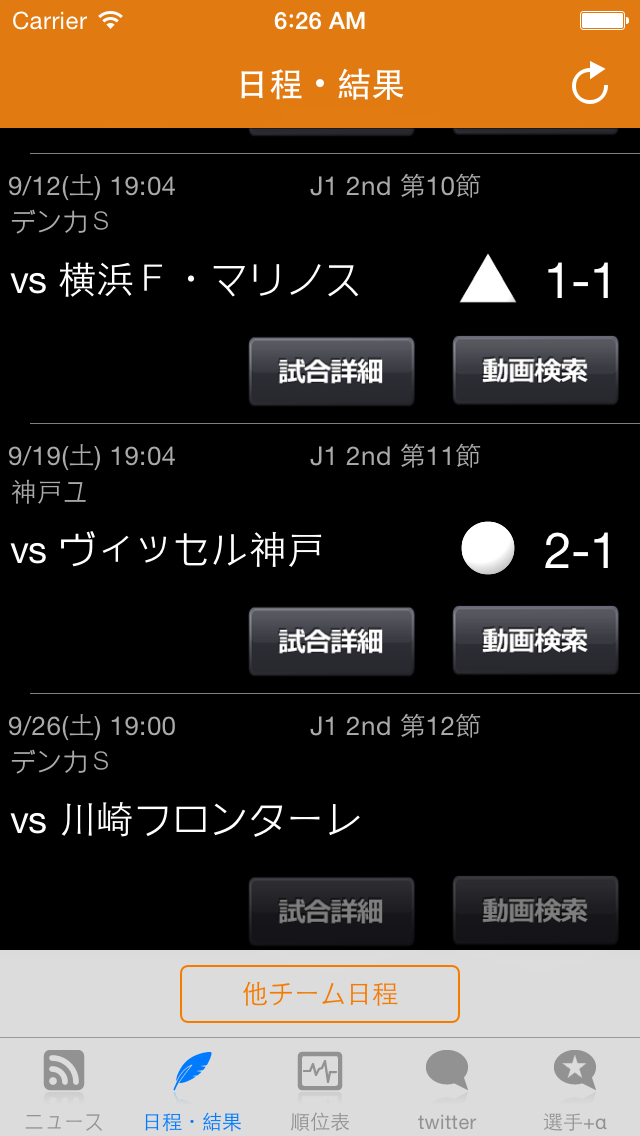 Carrier 6:26 AM
日程・結果
9/12(土) 19:04 J1 2nd 第10節
デンカＳ
vs 横浜Ｆ・マリノス 1-1
試合詳細 動画検索
9/19(土) 19:04 J1 2nd 第11節
神戸ユ
vs ヴィッセル神戸 2-1
試合詳細 動画検索
9/26(土) 19:00 J1 2nd 第12節
デンカＳ
vs 川崎フロンターレ
試合詳細 動画検索
他チーム日程
ニュース 日程・結果 順位表 twitter 選手+α